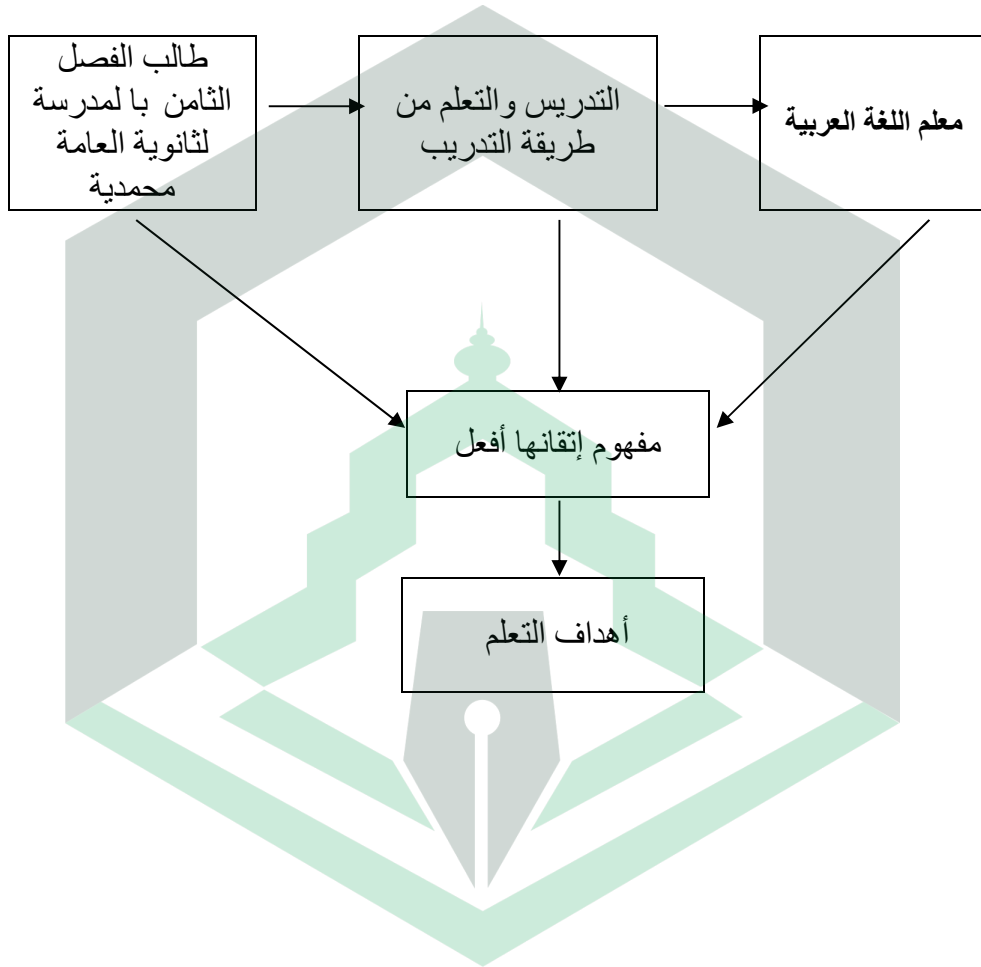 معلم اللغة العربية
التدريس والتعلم من
طريقة التدريب
طالب الفصل
الثامن با لمدرسة
لثانوية العامة
محمدية
مفهوم إتقانها أفعل
أهداف التعلم